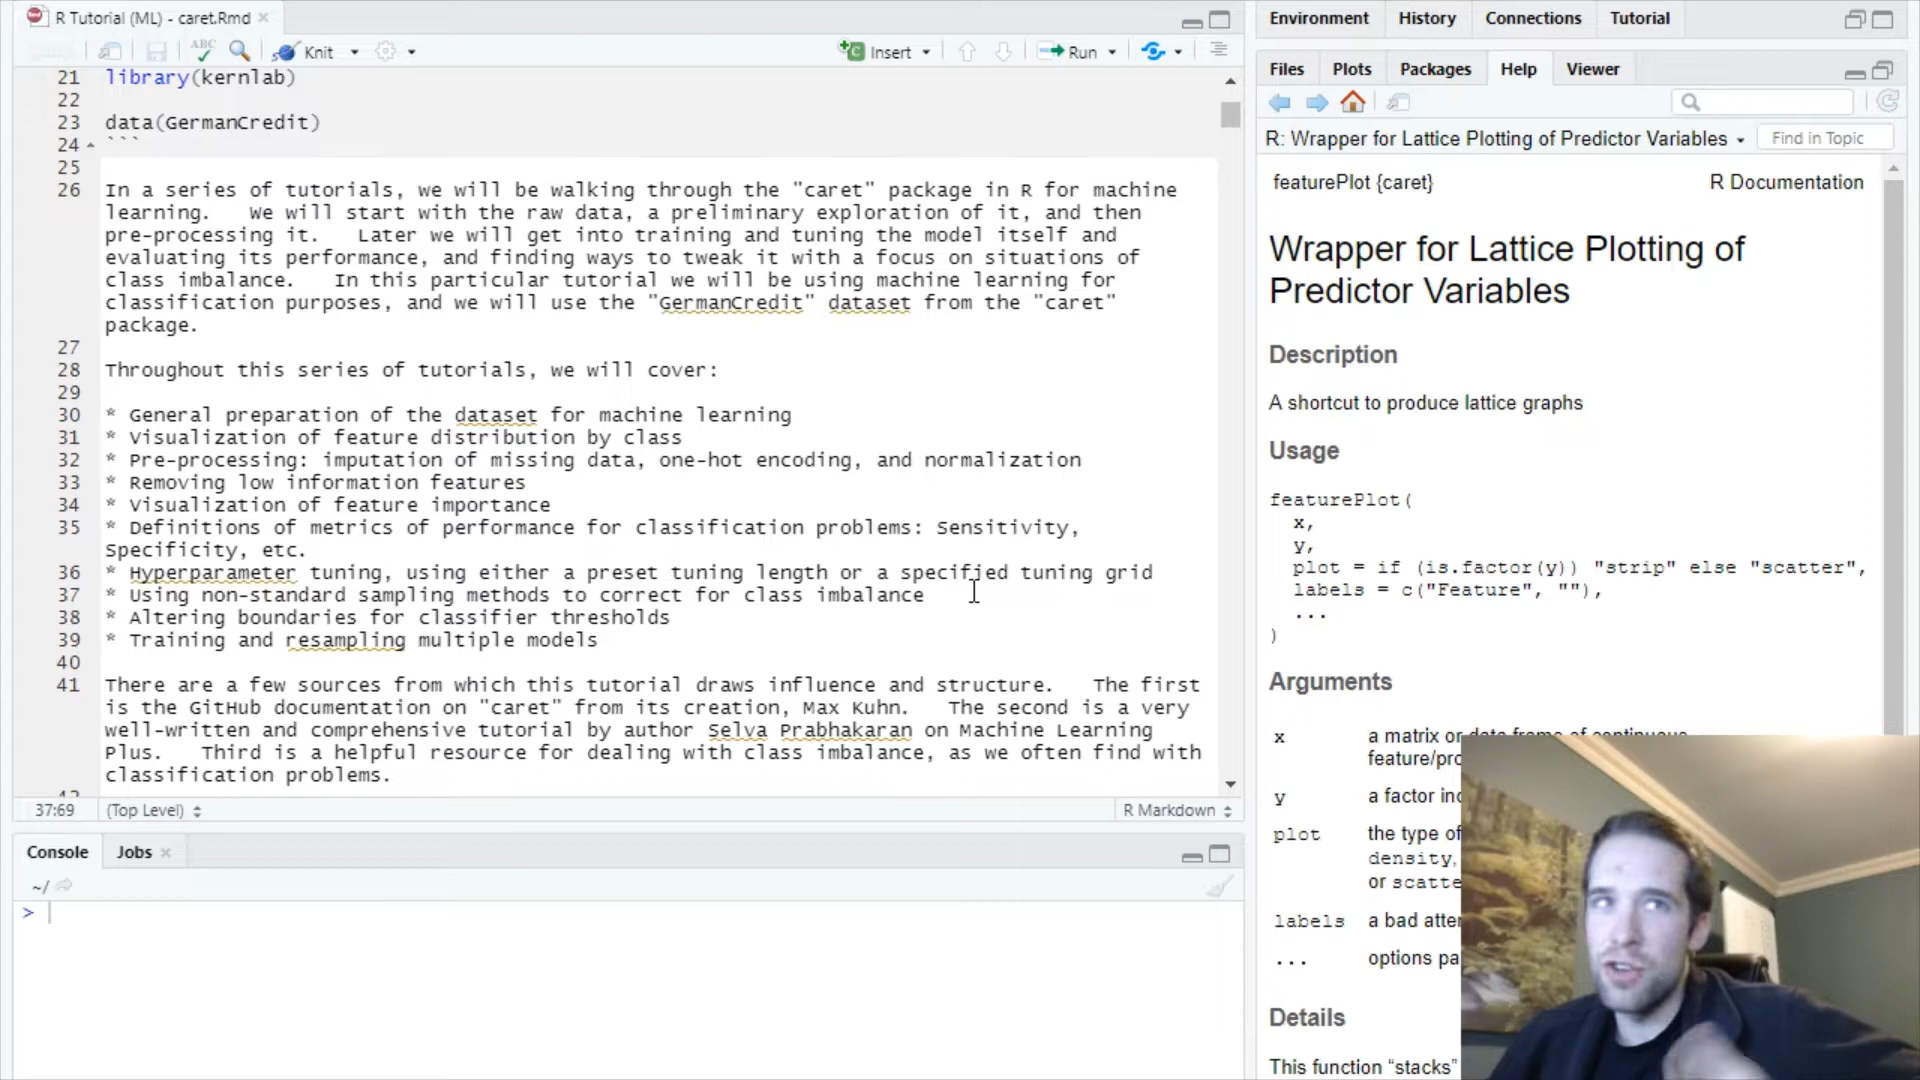 R Tutorial (ML) - caret.Rmd
ABC
Knit
Insert
Run
21 library(kernlab)
22
23 data(GermanCredit)
24 ```
25
26 In a series of tutorials, we will be walking through the "caret" package in R for machine
learning. We will start with the raw data, a preliminary exploration of it, and then
pre-processing it. Later we will get into training and tuning the model itself and
evaluating its performance, and finding ways to tweak it with a focus on situations of
class imbalance. In this particular tutorial we will be using machine learning for
classification purposes, and we will use the "GermanCredit" dataset from the "caret"
package.
27
28 Throughout this series of tutorials, we will cover:
29
30 * General preparation of the dataset for machine learning
31 * Visualization of feature distribution by class
32 * Pre-processing: imputation of missing data, one-hot encoding, and normalization
33 * Removing low information features
34 * Visualization of feature importance
35 * Definitions of metrics of performance for classification problems: Sensitivity,
Specificity, etc.
36 * Hyperparameter tuning, using either a preset tuning length or a specified tuning grid
37 * Using non-standard sampling methods to correct for class imbalance
38 * Altering boundaries for classifier thresholds
39 * Training and resampling multiple models
40
41 There are a few sources from which this tutorial draws influence and structure. The first
is the GitHub documentation on "caret" from its creation, Max Kuhn. The second is a very
well-written and comprehensive tutorial by author Selva Prabhakaran on Machine Learning
Plus. Third is a helpful resource for dealing with class imbalance, as we often find with
classification problems.
37:69 (Top Level) R Markdown
Console Jobs
~/
>
Environment History Connections Tutorial
Files Plots Packages Help Viewer
R: Wrapper for Lattice Plotting of Predictor Variables Find in Topic
featurePlot {caret} R Documentation
Wrapper for Lattice Plotting of
Predictor Variables
Description
A shortcut to produce lattice graphs
Usage
featurePlot(
x,
y,
plot = if (is.factor(y)) "strip" else "scatter",
labels = c("Feature", ""),
...
)
Arguments
x a matrix or data frame of continuous
y a factor
plot the type of
density,
or
labels a bad
... options
Details
This function “stacks”